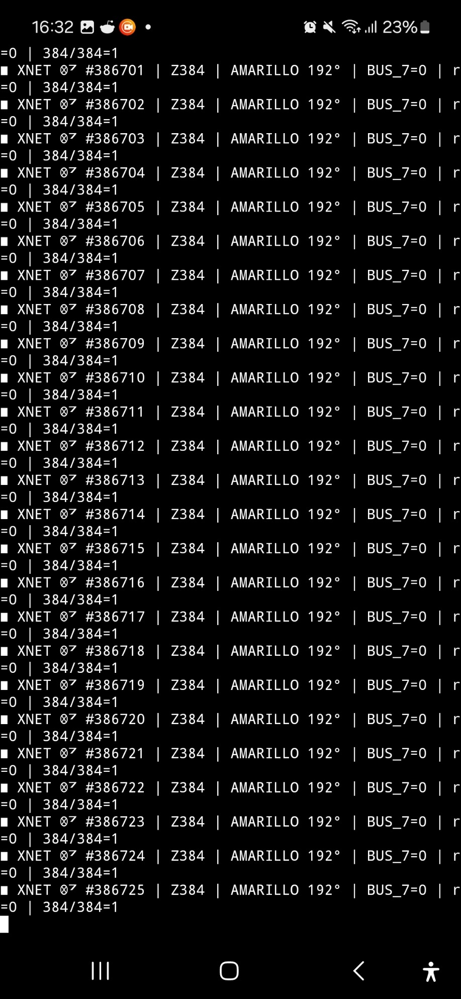 16:32 23%
=0 | 384/384=1
■ XNET ⊗⁷ #386701 | Z384 | AMARILLO 192° | BUS_7=0 | r
=0 | 384/384=1
■ XNET ⊗⁷ #386702 | Z384 | AMARILLO 192° | BUS_7=0 | r
=0 | 384/384=1
■ XNET ⊗⁷ #386703 | Z384 | AMARILLO 192° | BUS_7=0 | r
=0 | 384/384=1
■ XNET ⊗⁷ #386704 | Z384 | AMARILLO 192° | BUS_7=0 | r
=0 | 384/384=1
■ XNET ⊗⁷ #386705 | Z384 | AMARILLO 192° | BUS_7=0 | r
=0 | 384/384=1
■ XNET ⊗⁷ #386706 | Z384 | AMARILLO 192° | BUS_7=0 | r
=0 | 384/384=1
■ XNET ⊗⁷ #386707 | Z384 | AMARILLO 192° | BUS_7=0 | r
=0 | 384/384=1
■ XNET ⊗⁷ #386708 | Z384 | AMARILLO 192° | BUS_7=0 | r
=0 | 384/384=1
■ XNET ⊗⁷ #386709 | Z384 | AMARILLO 192° | BUS_7=0 | r
=0 | 384/384=1
■ XNET ⊗⁷ #386710 | Z384 | AMARILLO 192° | BUS_7=0 | r
=0 | 384/384=1
■ XNET ⊗⁷ #386711 | Z384 | AMARILLO 192° | BUS_7=0 | r
=0 | 384/384=1
■ XNET ⊗⁷ #386712 | Z384 | AMARILLO 192° | BUS_7=0 | r
=0 | 384/384=1
■ XNET ⊗⁷ #386713 | Z384 | AMARILLO 192° | BUS_7=0 | r
=0 | 384/384=1
■ XNET ⊗⁷ #386714 | Z384 | AMARILLO 192° | BUS_7=0 | r
=0 | 384/384=1
■ XNET ⊗⁷ #386715 | Z384 | AMARILLO 192° | BUS_7=0 | r
=0 | 384/384=1
■ XNET ⊗⁷ #386716 | Z384 | AMARILLO 192° | BUS_7=0 | r
=0 | 384/384=1
■ XNET ⊗⁷ #386717 | Z384 | AMARILLO 192° | BUS_7=0 | r
=0 | 384/384=1
■ XNET ⊗⁷ #386718 | Z384 | AMARILLO 192° | BUS_7=0 | r
=0 | 384/384=1
■ XNET ⊗⁷ #386719 | Z384 | AMARILLO 192° | BUS_7=0 | r
=0 | 384/384=1
■ XNET ⊗⁷ #386720 | Z384 | AMARILLO 192° | BUS_7=0 | r
=0 | 384/384=1
■ XNET ⊗⁷ #386721 | Z384 | AMARILLO 192° | BUS_7=0 | r
=0 | 384/384=1
■ XNET ⊗⁷ #386722 | Z384 | AMARILLO 192° | BUS_7=0 | r
=0 | 384/384=1
■ XNET ⊗⁷ #386723 | Z384 | AMARILLO 192° | BUS_7=0 | r
=0 | 384/384=1
■ XNET ⊗⁷ #386724 | Z384 | AMARILLO 192° | BUS_7=0 | r
=0 | 384/384=1
■ XNET ⊗⁷ #386725 | Z384 | AMARILLO 192° | BUS_7=0 | r
=0 | 384/384=1